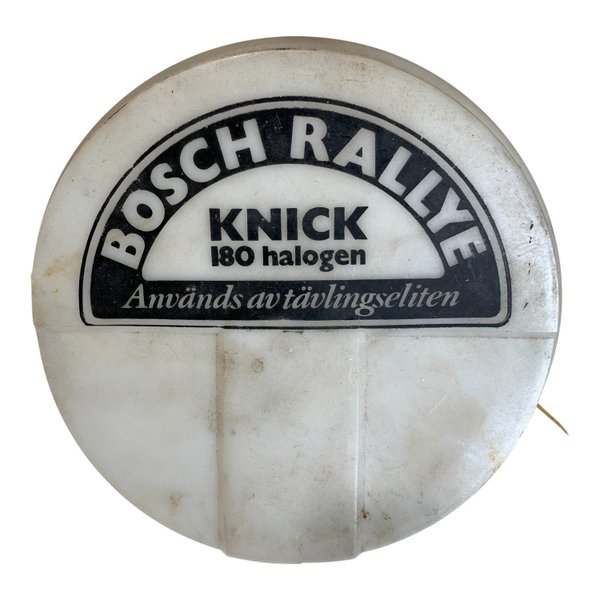 BOSCH RALLYE
KNICK
180 halogen
Används av tävlingseliten